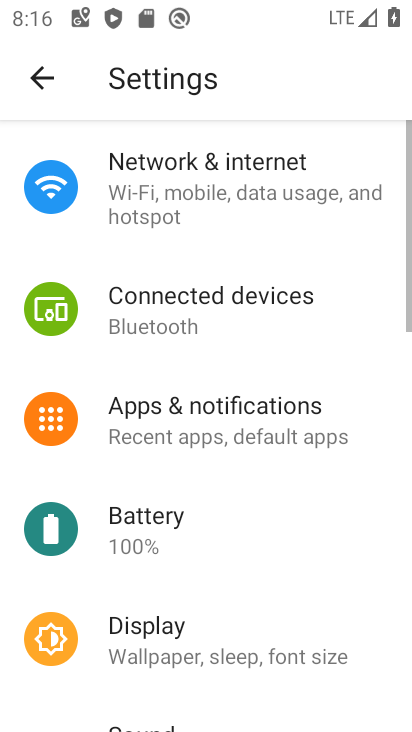 8:16
LTE
Settings
Network & internet
Wi-Fi, mobile, data usage, and
hotspot
Connected devices
Bluetooth
Apps & notifications
Recent apps, default apps
Battery
100%
Display
Wallpaper, sleep, font size
Sound